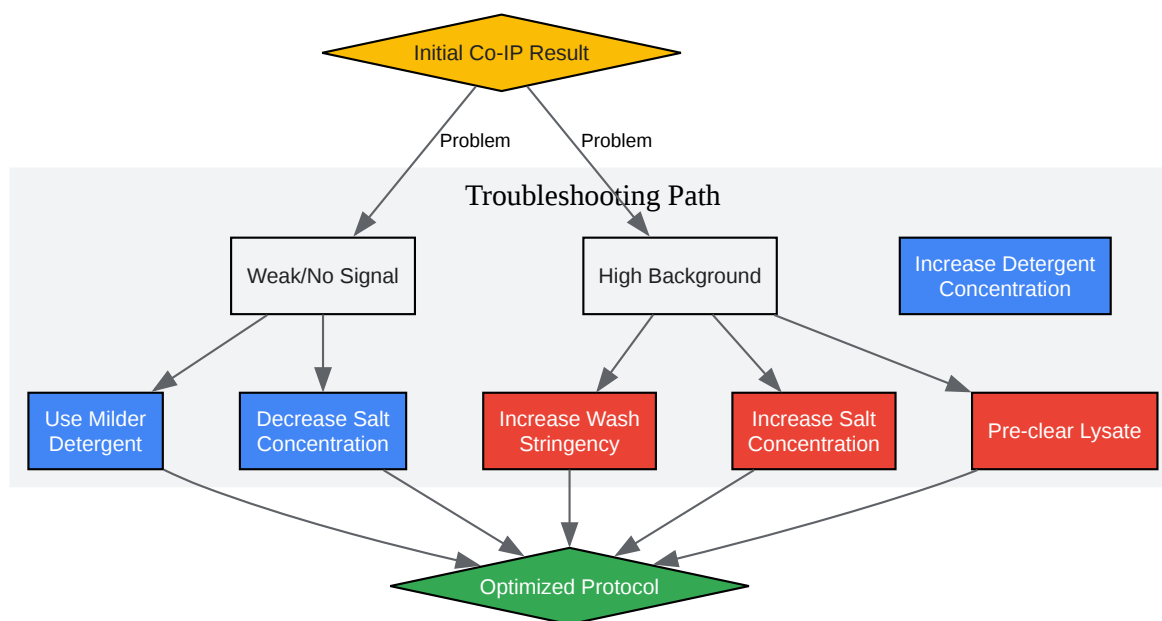 Initial Co-IP Result
Problem
Problem
Troubleshooting Path
Weak/No Signal
High Background
Increase Detergent
Concentration
Use Milder
Detergent
Decrease Salt
Concentration
Increase Wash
Stringency
Increase Salt
Concentration
Pre-clear Lysate
Optimized Protocol